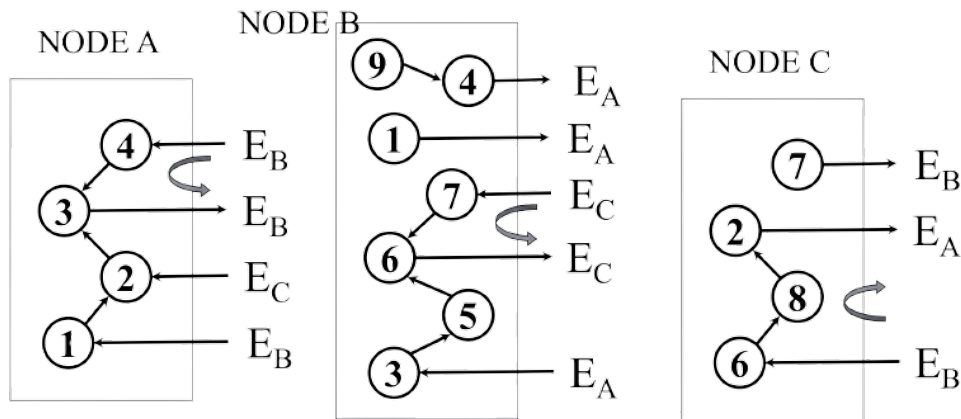 NODE A
4 E_B
3 E_B
2 E_C
1 E_B
NODE B
9 4 E_A
1 E_A
7 E_C
6 E_C
5
3 E_A
NODE C
7 E_B
2 E_A
8
6 E_B